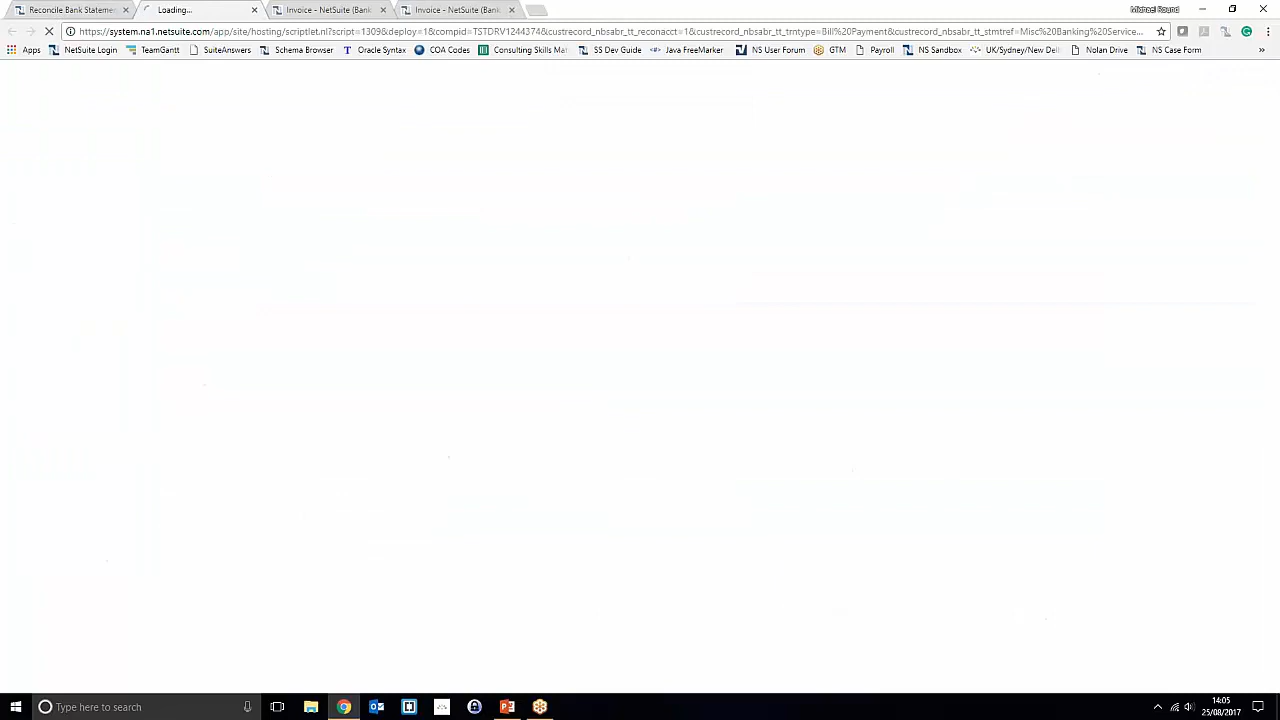 Reconcile Bank Statemen
Loading...
Invoice - NetSuite (Bank
Invoice - NetSuite (Bank
Michael Round
https://system.na1.netsuite.com/app/site/hosting/scriptlet.nl?script=1309&deploy=1&compid=TSTDRV1244374&custrecord_nbsabr_tt_reconacct=1&custrecord_nbsabr_tt_trntype=Bill%20Payment&custrecord_nbsabr_tt_stmtref=Misc%20Banking%20Service...
Apps NetSuite Login TeamGantt SuiteAnswers Schema Browser Oracle Syntax COA Codes Consulting Skills Ma SS Dev Guide Java FreeMarker NS User Forum GTM Payroll NS Sandbox UK/Sydney/New Delh Nolan Drive NS Case Form
Type here to search
14:05
25/08/2017